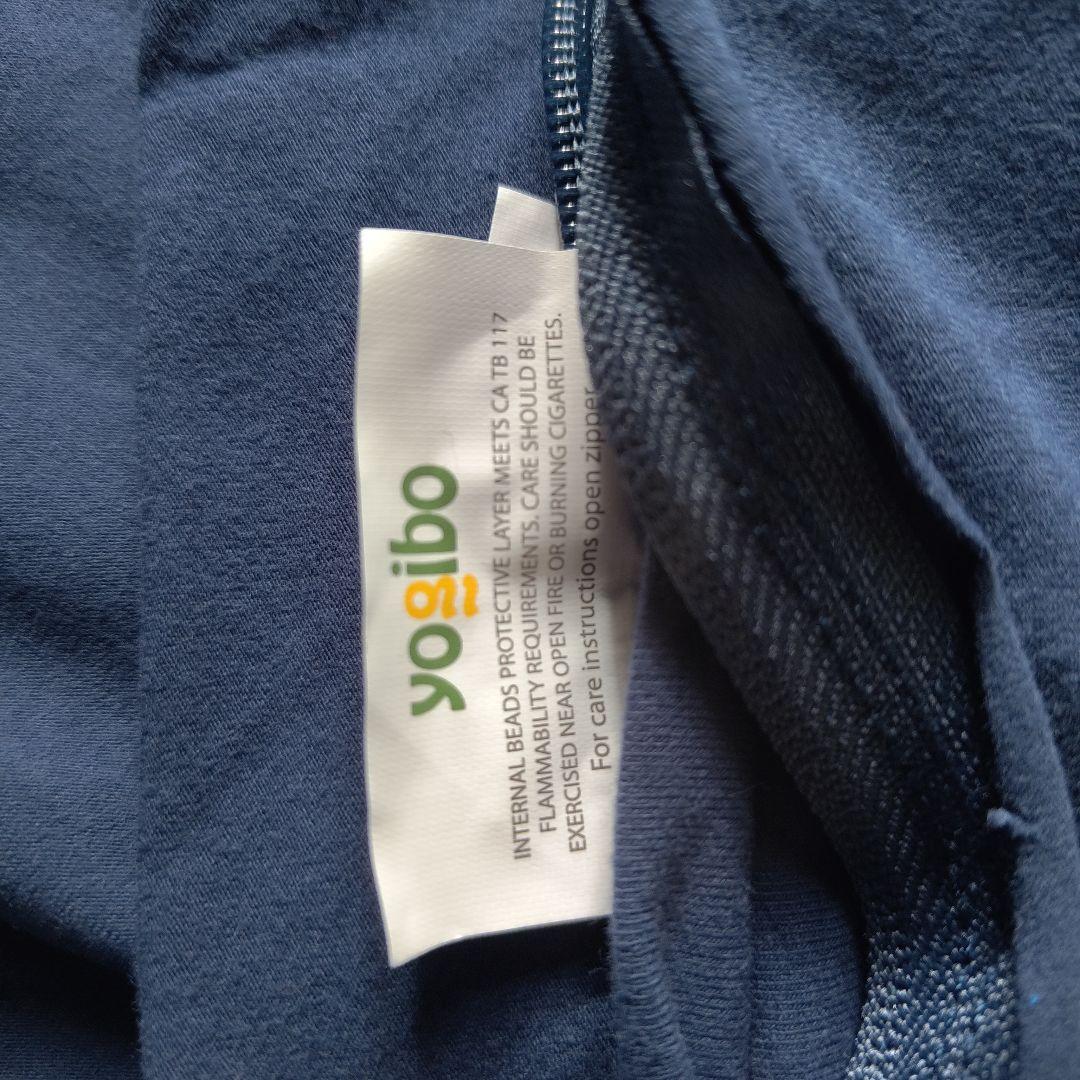 yogibo
INTERNAL BEADS PROTECTIVE LAYER MEETS CA TB 117
FLAMMABILITY REQUIREMENTS. CARE SHOULD BE
EXERCISED NEAR OPEN FIRE OR BURNING CIGARETTES.
For care instructions open zipper